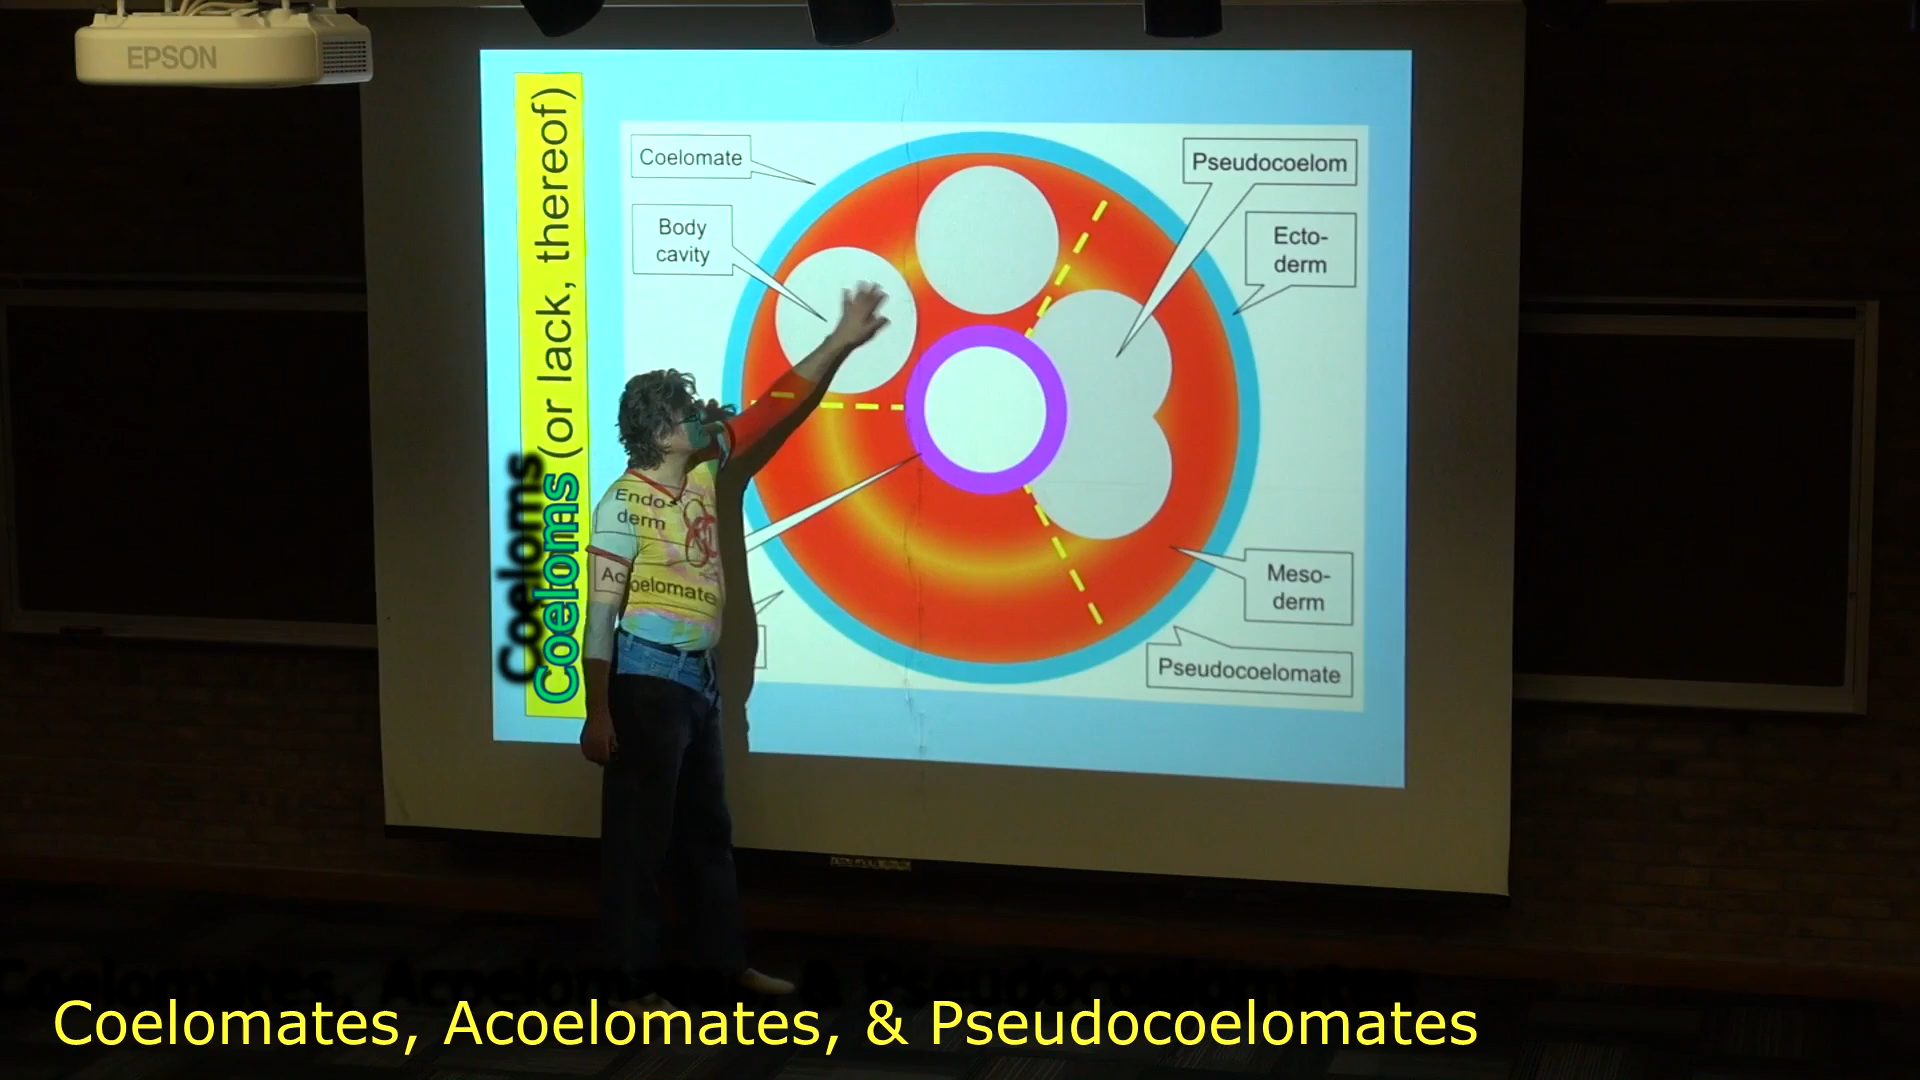 EPSON
Coeloms (or lack, thereof)
Coelomate
Body
cavity
Pseudocoelom
Ecto-
derm
Endo-
derm
Acoelomate
Meso-
derm
Pseudocoelomate
Coelomates, Acoelomates, & Pseudocoelomates